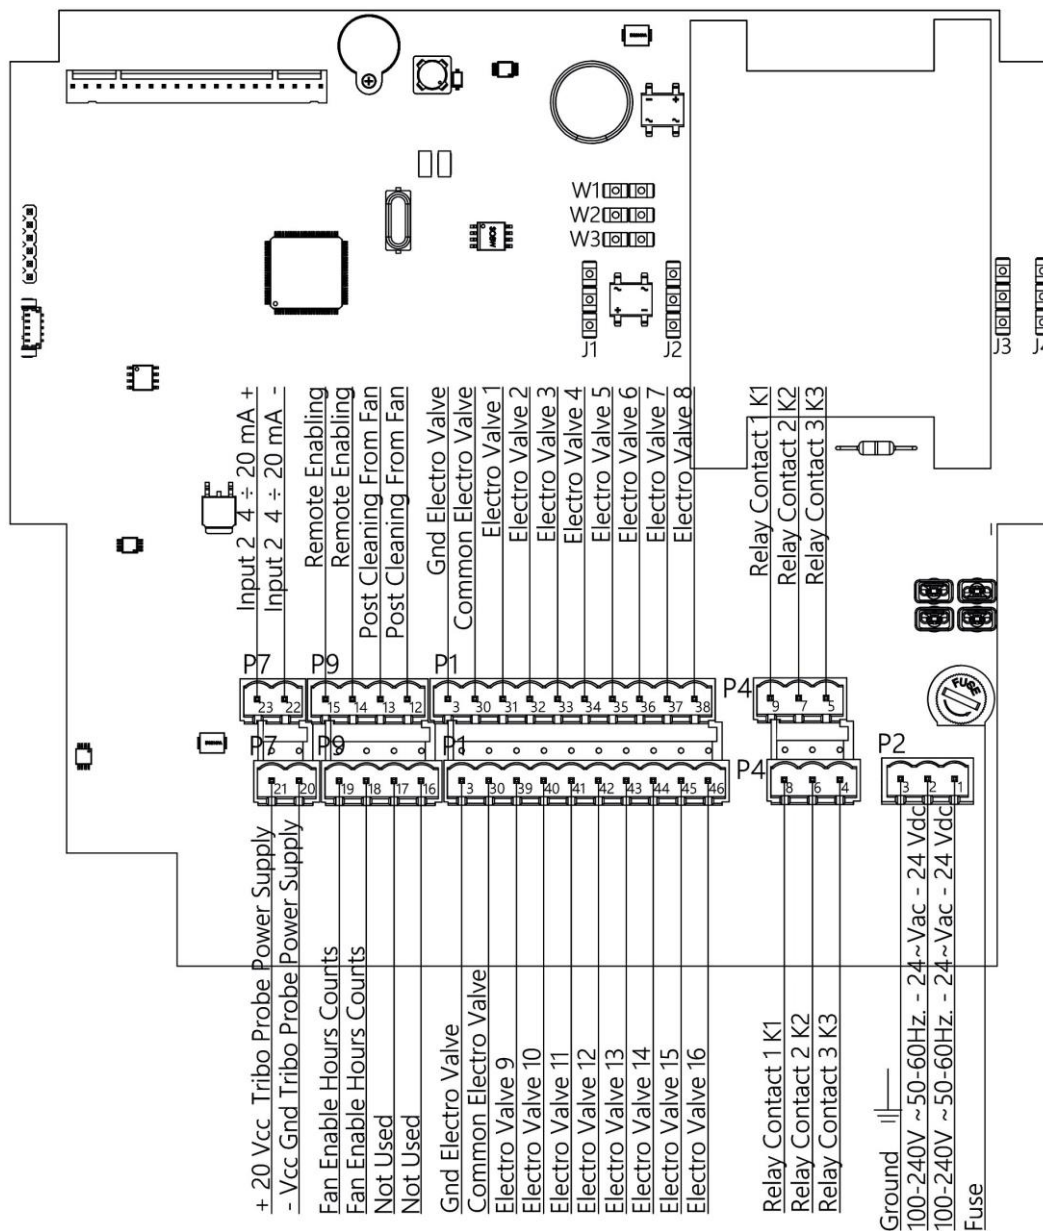 W1
W2
W3
J1
J2
J3
J4
Input 2 4 ÷ 20 mA +
Input 2 4 ÷ 20 mA -
Remote Enabling
Remote Enabling
Post Cleaning From Fan
Post Cleaning From Fan
Gnd Electro Valve
Common Electro Valve
Electro Valve 1
Electro Valve 2
Electro Valve 3
Electro Valve 4
Electro Valve 5
Electro Valve 6
Electro Valve 7
Electro Valve 8
Relay Contact 1 K1
Relay Contact 2 K2
Relay Contact 3 K3
P7
P9
P1
P4
FUSE
23 22
15 14 13 12
3 30 31 32 33 34 35 36 37 38
9 7 5
P7
P9
P1
P4
P2
21 20
19 18 17 16
3 30 39 40 41 42 43 44 45 46
8 6 4
3 2 1
+ 20 Vcc Tribo Probe Power Supply
- Vcc Gnd Tribo Probe Power Supply
Fan Enable Hours Counts
Fan Enable Hours Counts
Not Used
Not Used
Gnd Electro Valve
Common Electro Valve
Electro Valve 9
Electro Valve 10
Electro Valve 11
Electro Valve 12
Electro Valve 13
Electro Valve 14
Electro Valve 15
Electro Valve 16
Relay Contact 1 K1
Relay Contact 2 K2
Relay Contact 3 K3
Ground
100-240V ~50-60Hz. - 24~Vac - 24 Vdc
100-240V ~50-60Hz. - 24~Vac - 24 Vdc
Fuse